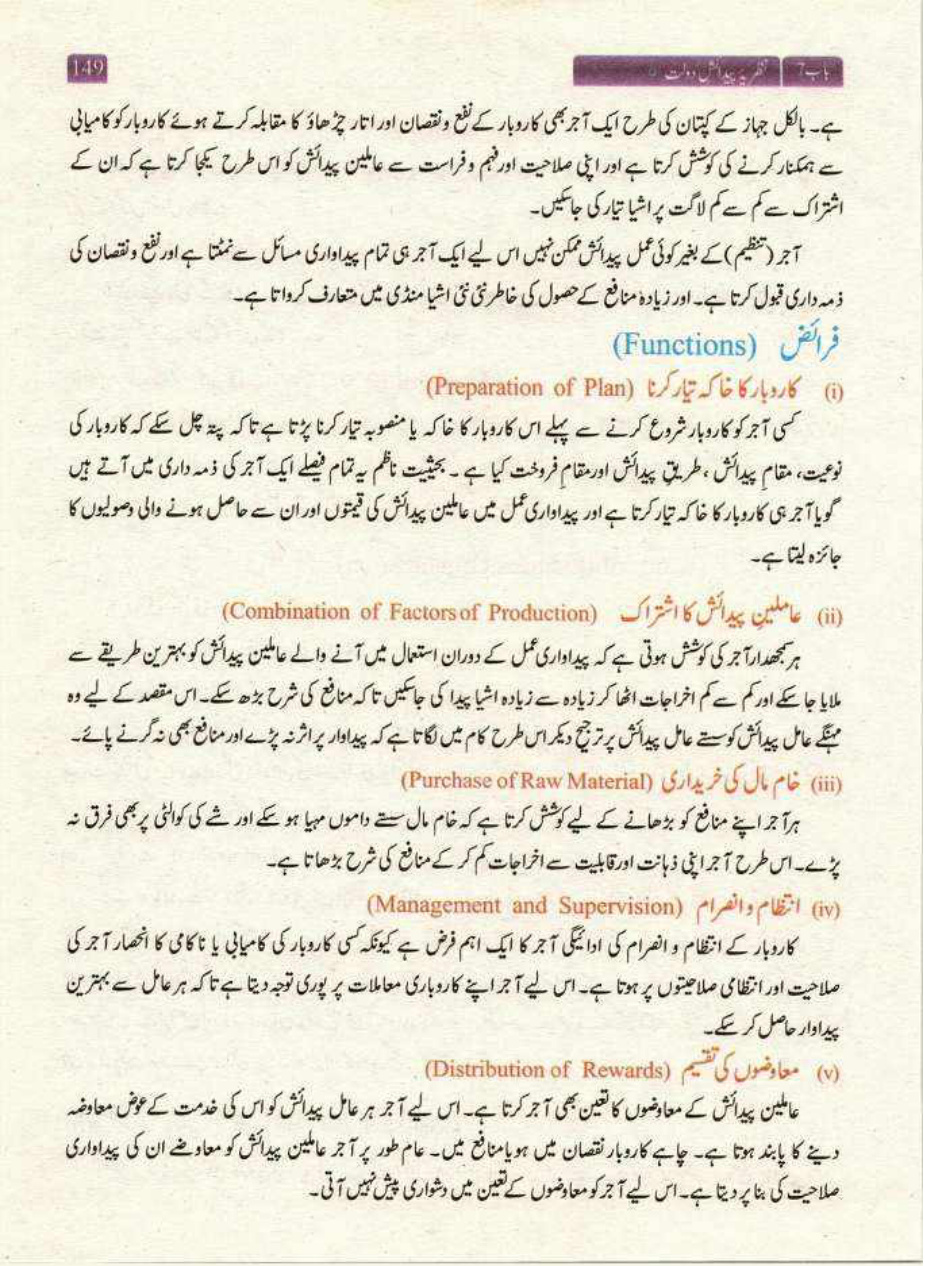 149
باب 7 نظریۂ پیدائش دولت
ہے۔ بالکل جہاز کے کپتان کی طرح ایک آجر بھی کاروبار کے نفع و نقصان اور اتار چڑھاؤ کا مقابلہ کرتے ہوئے کاروبار کو کامیابی
سے ہمکنار کرنے کی کوشش کرتا ہے اور اپنی صلاحیت اور فہم و فراست سے عاملین پیدائش کو اس طرح یکجا کرتا ہے کہ ان کے
اشتراک سے کم سے کم لاگت پر اشیا تیار کی جاسکیں۔
آجر (تنظیم) کے بغیر کوئی عمل پیدائش ممکن نہیں اس لیے ایک آجر ہی تمام پیداواری مسائل سے نمٹتا ہے اور نفع و نقصان کی
ذمہ داری قبول کرتا ہے۔ اور زیادہ منافع کے حصول کی خاطر نئی نئی اشیا منڈی میں متعارف کرواتا ہے۔
فرائض (Functions)
(i) کاروبار کا خاکہ تیار کرنا (Preparation of Plan)
کسی آجر کو کاروبار شروع کرنے سے پہلے اس کاروبار کا خاکہ یا منصوبہ تیار کرنا پڑتا ہے تاکہ پتہ چل سکے کہ کاروبار کی
نوعیت، مقامِ پیدائش، طریقِ پیدائش اور مقامِ فروخت کیا ہے۔ بحیثیت ناظم یہ تمام فیصلے ایک آجر کی ذمہ داری میں آتے ہیں
گویا آجر ہی کاروبار کا خاکہ تیار کرتا ہے اور پیداواری عمل میں عاملین پیدائش کی قیمتوں اور ان سے حاصل ہونے والی وصولیوں کا
جائزہ لیتا ہے۔
(ii) عاملینِ پیدائش کا اشتراک (Combination of Factors of Production)
ہر سمجھدار آجر کی کوشش ہوتی ہے کہ پیداواری عمل کے دوران استعمال میں آنے والے عاملین پیدائش کو بہترین طریقے سے
ملایا جاسکے اور کم سے کم اخراجات اٹھا کر زیادہ سے زیادہ اشیا پیدا کی جاسکیں تاکہ منافع کی شرح بڑھ سکے۔ اس مقصد کے لیے وہ
مہنگے عامل پیدائش کو سستے عامل پیدائش پر ترجیح دیکر اس طرح کام میں لگاتا ہے کہ پیداوار پر اثر نہ پڑے اور منافع بھی نہ گرنے پائے۔
(iii) خام مال کی خریداری (Purchase of Raw Material)
ہر آجر اپنے منافع کو بڑھانے کے لیے کوشش کرتا ہے کہ خام مال سستے داموں مہیا ہو سکے اور شے کی کوالٹی پر بھی فرق نہ
پڑے۔ اس طرح آجر اپنی ذہانت اور قابلیت سے اخراجات کم کر کے منافع کی شرح بڑھاتا ہے۔
(iv) انتظام و انصرام (Management and Supervision)
کاروبار کے انتظام و انصرام کی ادائیگی آجر کا ایک اہم فرض ہے کیونکہ کسی کاروبار کی کامیابی یا ناکامی کا انحصار آجر کی
صلاحیت اور انتظامی صلاحیتوں پر ہوتا ہے۔ اس لیے آجر اپنے کاروباری معاملات پر پوری توجہ دیتا ہے تاکہ ہر عامل سے بہترین
پیداوار حاصل کر سکے۔
(v) معاوضوں کی تقسیم (Distribution of Rewards)
عاملین پیدائش کے معاوضوں کا تعین بھی آجر کرتا ہے۔ اس لیے آجر ہر عامل پیدائش کو اس کی خدمت کے عوض معاوضہ
دینے کا پابند ہوتا ہے۔ چاہے کاروبار نقصان میں ہو یا منافع میں۔ عام طور پر آجر عاملین پیدائش کو معاوضے ان کی پیداواری
صلاحیت کی بنا پر دیتا ہے۔ اس لیے آجر کو معاوضوں کے تعین میں دشواری پیش نہیں آتی۔